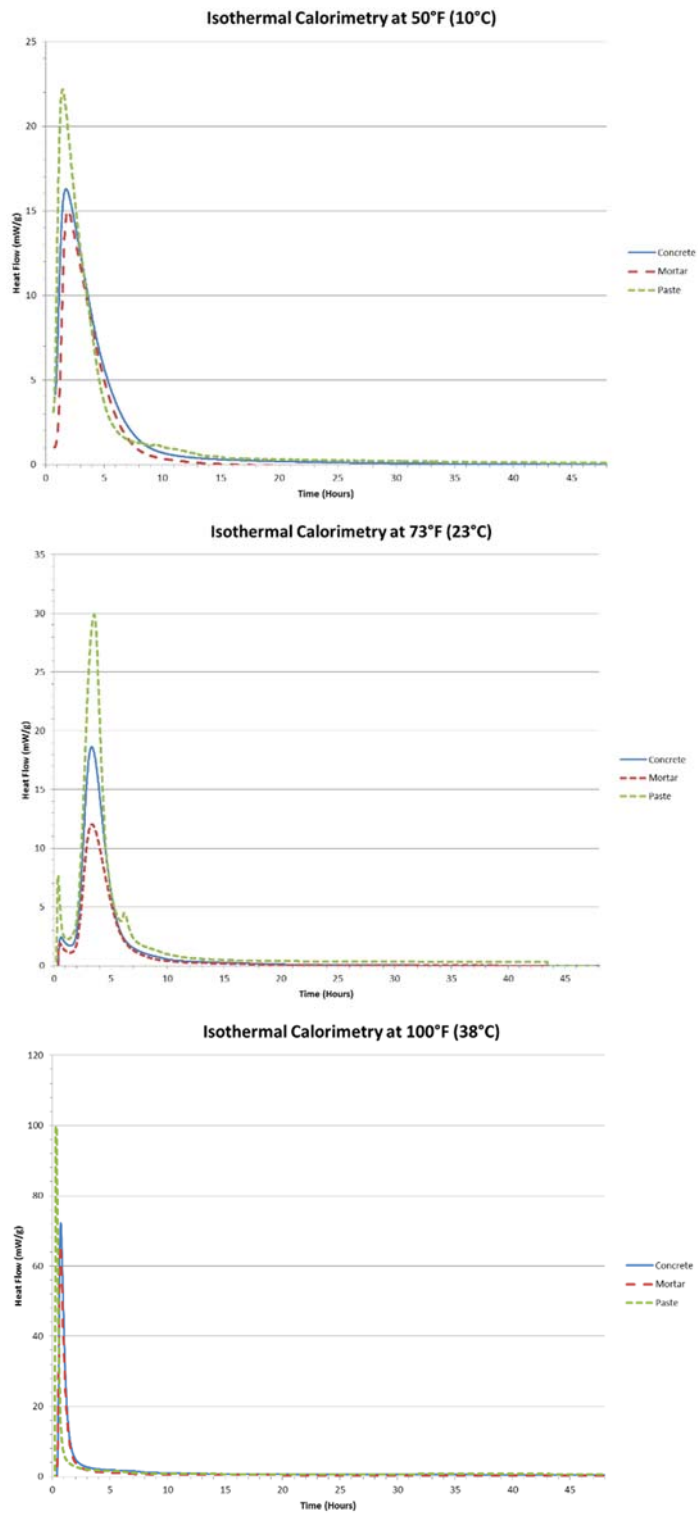 Isothermal Calorimetry at 50°F (10°C)
25
20
15
10
5
0
Heat Flow (mW/g)
0 5 10 15 20 25 30 35 40 45
Time (Hours)
Concrete
Mortar
Paste
Isothermal Calorimetry at 73°F (23°C)
35
30
25
20
15
10
5
0
Heat Flow (mW/g)
0 5 10 15 20 25 30 35 40 45
Time (Hours)
Concrete
Mortar
Paste
Isothermal Calorimetry at 100°F (38°C)
120
100
80
60
40
20
0
Heat Flow (mW/g)
0 5 10 15 20 25 30 35 40 45
Time (Hours)
Concrete
Mortar
Paste